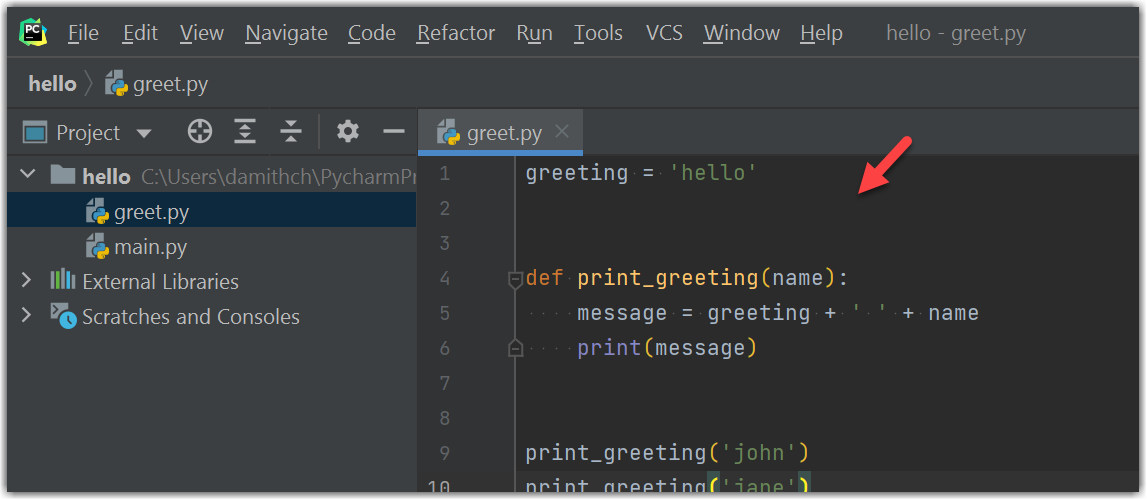 PC File Edit View Navigate Code Refactor Run Tools VCS Window Help hello - greet.py
hello greet.py
Project
hello C:\Users\damithch\PycharmPr
greet.py
main.py
External Libraries
Scratches and Consoles
greet.py
1 greeting = 'hello'
2
3
4 def print_greeting(name):
5     message = greeting + ' ' + name
6     print(message)
7
8
9 print_greeting('john')
10 print_greeting('jane')